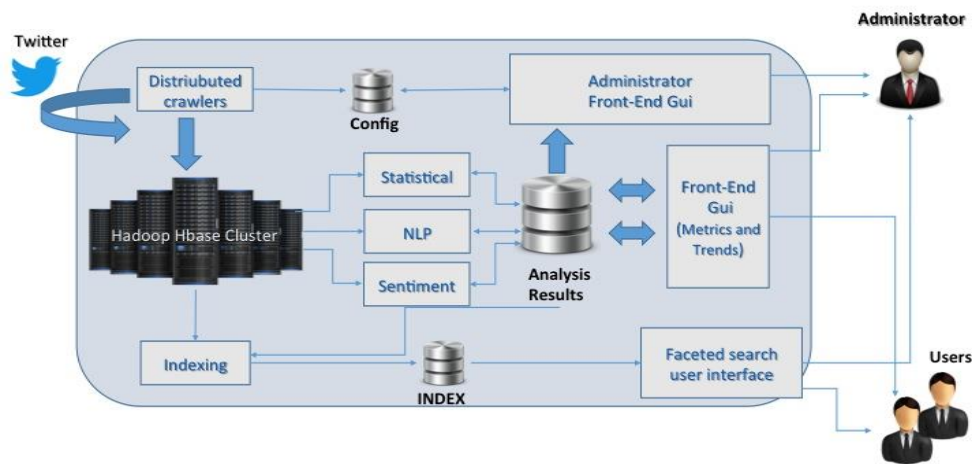 Administrator
Twitter
Distriubuted
crawlers
Config
Administrator
Front-End Gui
Statistical
Hadoop Hbase Cluster
NLP
Sentiment
Analysis
Results
Front-End
Gui
(Metrics and
Trends)
Indexing
INDEX
Faceted search
user interface
Users